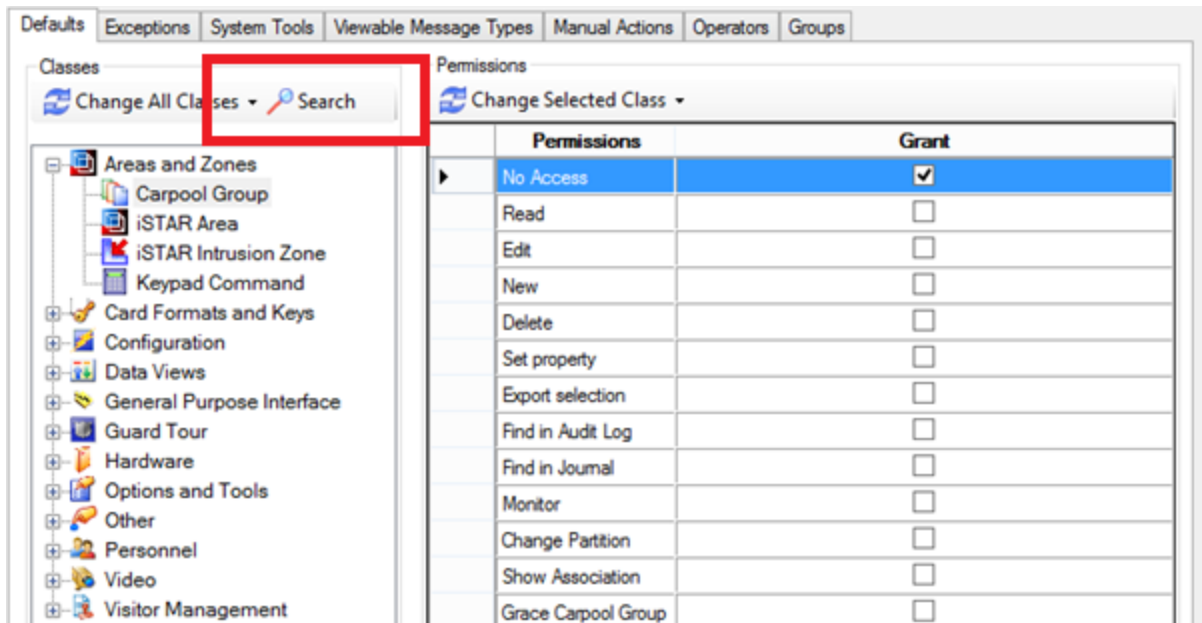 Defaults Exceptions System Tools Viewable Message Types Manual Actions Operators Groups
Classes
Change All Classes Search
Areas and Zones
Carpool Group
iSTAR Area
iSTAR Intrusion Zone
Keypad Command
Card Formats and Keys
Configuration
Data Views
General Purpose Interface
Guard Tour
Hardware
Options and Tools
Other
Personnel
Video
Visitor Management
Permissions
Change Selected Class
Permissions Grant
No Access
Read
Edit
New
Delete
Set property
Export selection
Find in Audit Log
Find in Journal
Monitor
Change Partition
Show Association
Grace Carpool Group